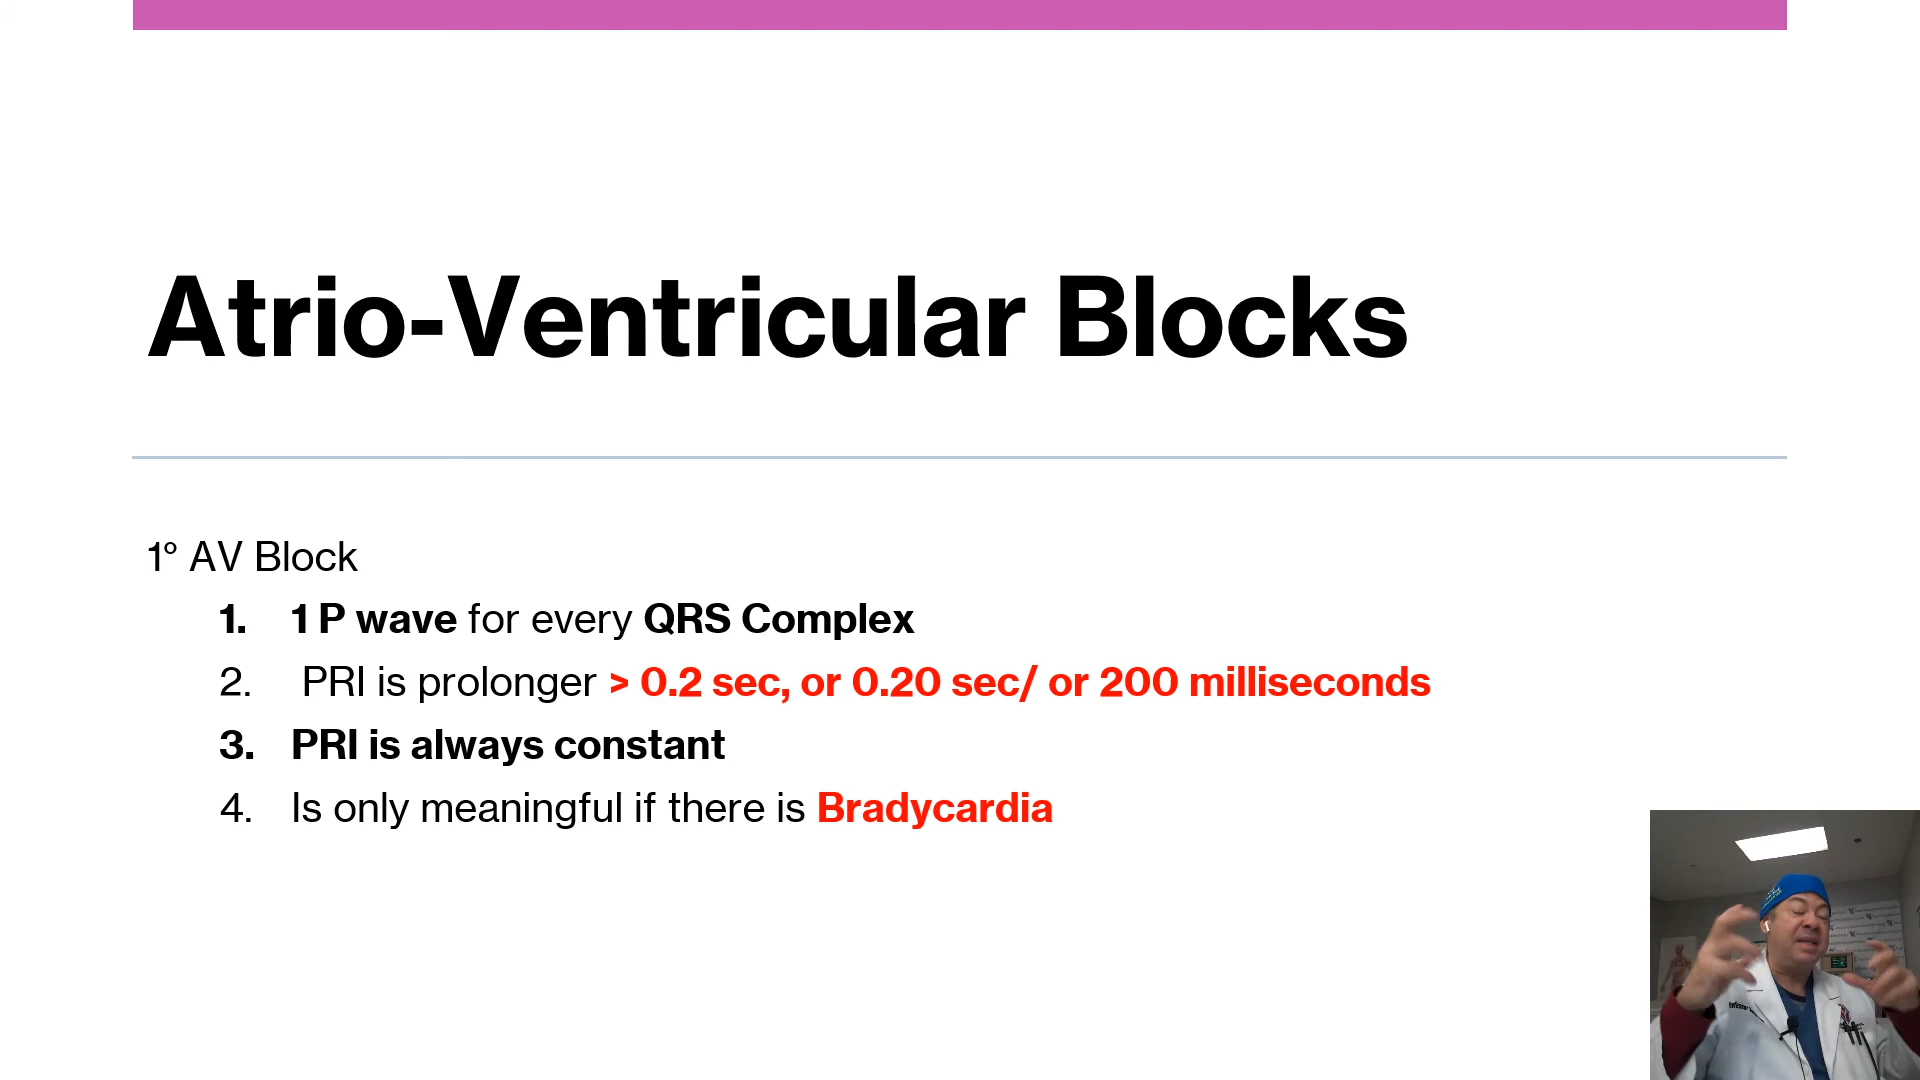 Atrio-Ventricular Blocks
1° AV Block
1. 1 P wave for every QRS Complex
2. PRI is prolonger > 0.2 sec, or 0.20 sec/ or 200 milliseconds
3. PRI is always constant
4. Is only meaningful if there is Bradycardia